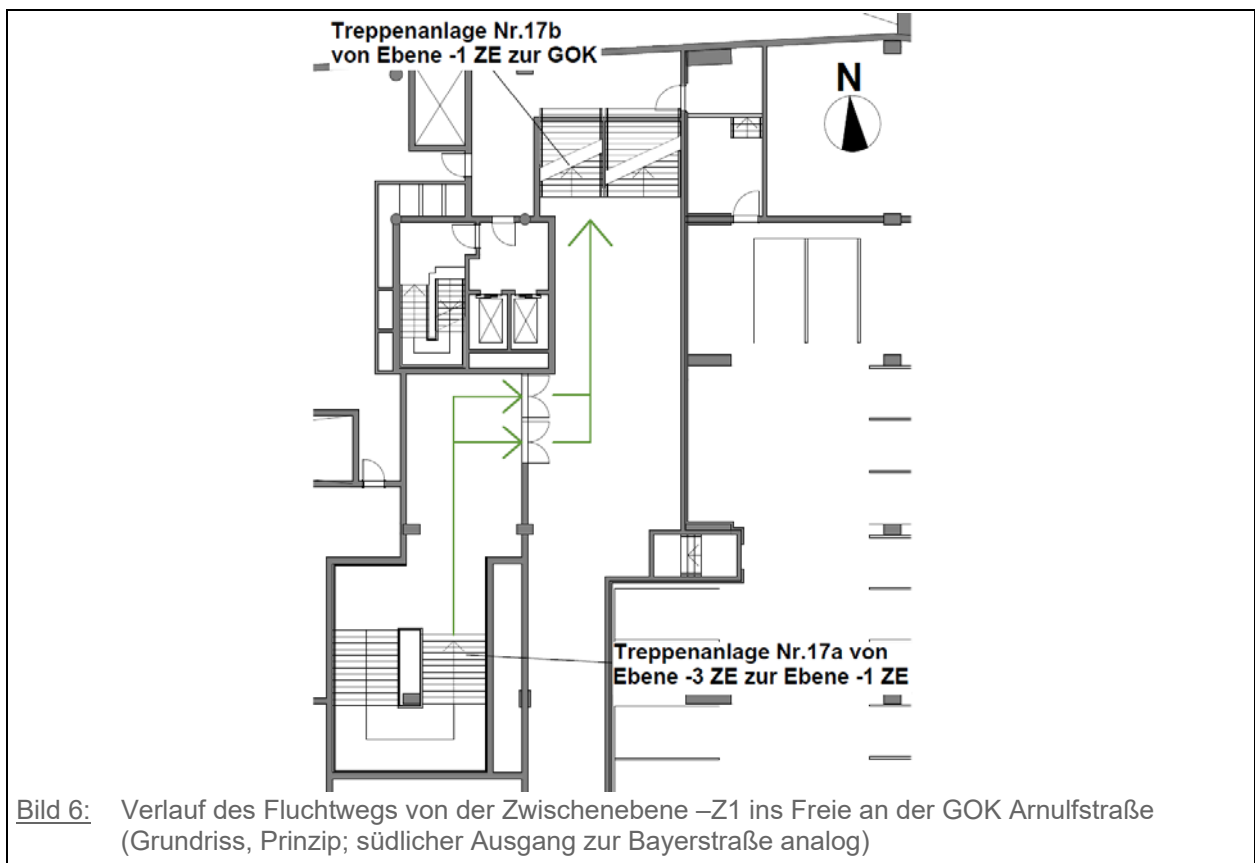 Treppenanlage Nr.17b
von Ebene -1 ZE zur GOK
N
Treppenanlage Nr.17a von
Ebene -3 ZE zur Ebene -1 ZE
Bild 6: Verlauf des Fluchtwegs von der Zwischenebene –Z1 ins Freie an der GOK Arnulfstraße
(Grundriss, Prinzip; südlicher Ausgang zur Bayerstraße analog)